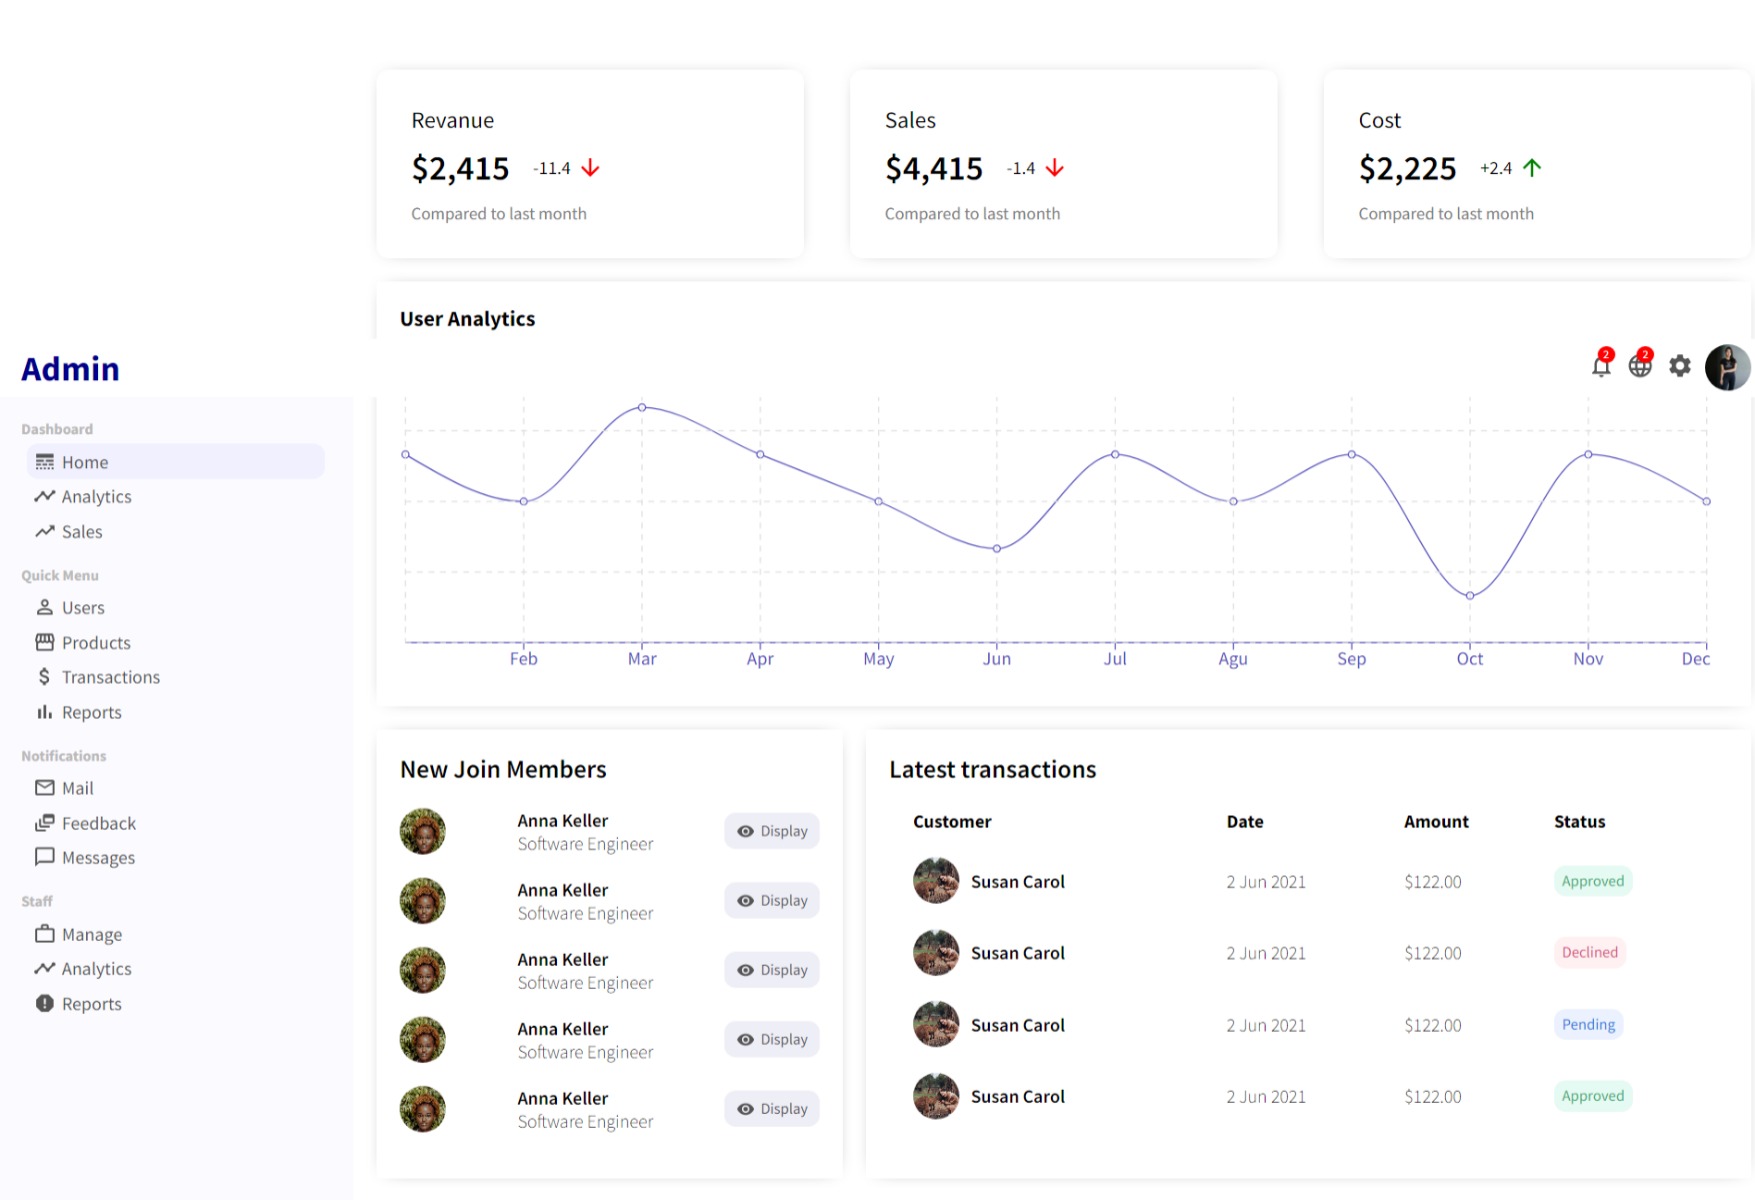 Revanue
$2,415 -11.4
Compared to last month
Sales
$4,415 -1.4
Compared to last month
Cost
$2,225 +2.4
Compared to last month
User Analytics
Admin
2
2
Dashboard
Home
Analytics
Sales
Quick Menu
Users
Products
Transactions
Reports
Notifications
Mail
Feedback
Messages
Staff
Manage
Analytics
Reports
Feb Mar Apr May Jun Jul Agu Sep Oct Nov Dec
New Join Members
Anna Keller
Software Engineer
Display
Anna Keller
Software Engineer
Display
Anna Keller
Software Engineer
Display
Anna Keller
Software Engineer
Display
Anna Keller
Software Engineer
Display
Latest transactions
Customer Date Amount Status
Susan Carol 2 Jun 2021 $122.00 Approved
Susan Carol 2 Jun 2021 $122.00 Declined
Susan Carol 2 Jun 2021 $122.00 Pending
Susan Carol 2 Jun 2021 $122.00 Approved